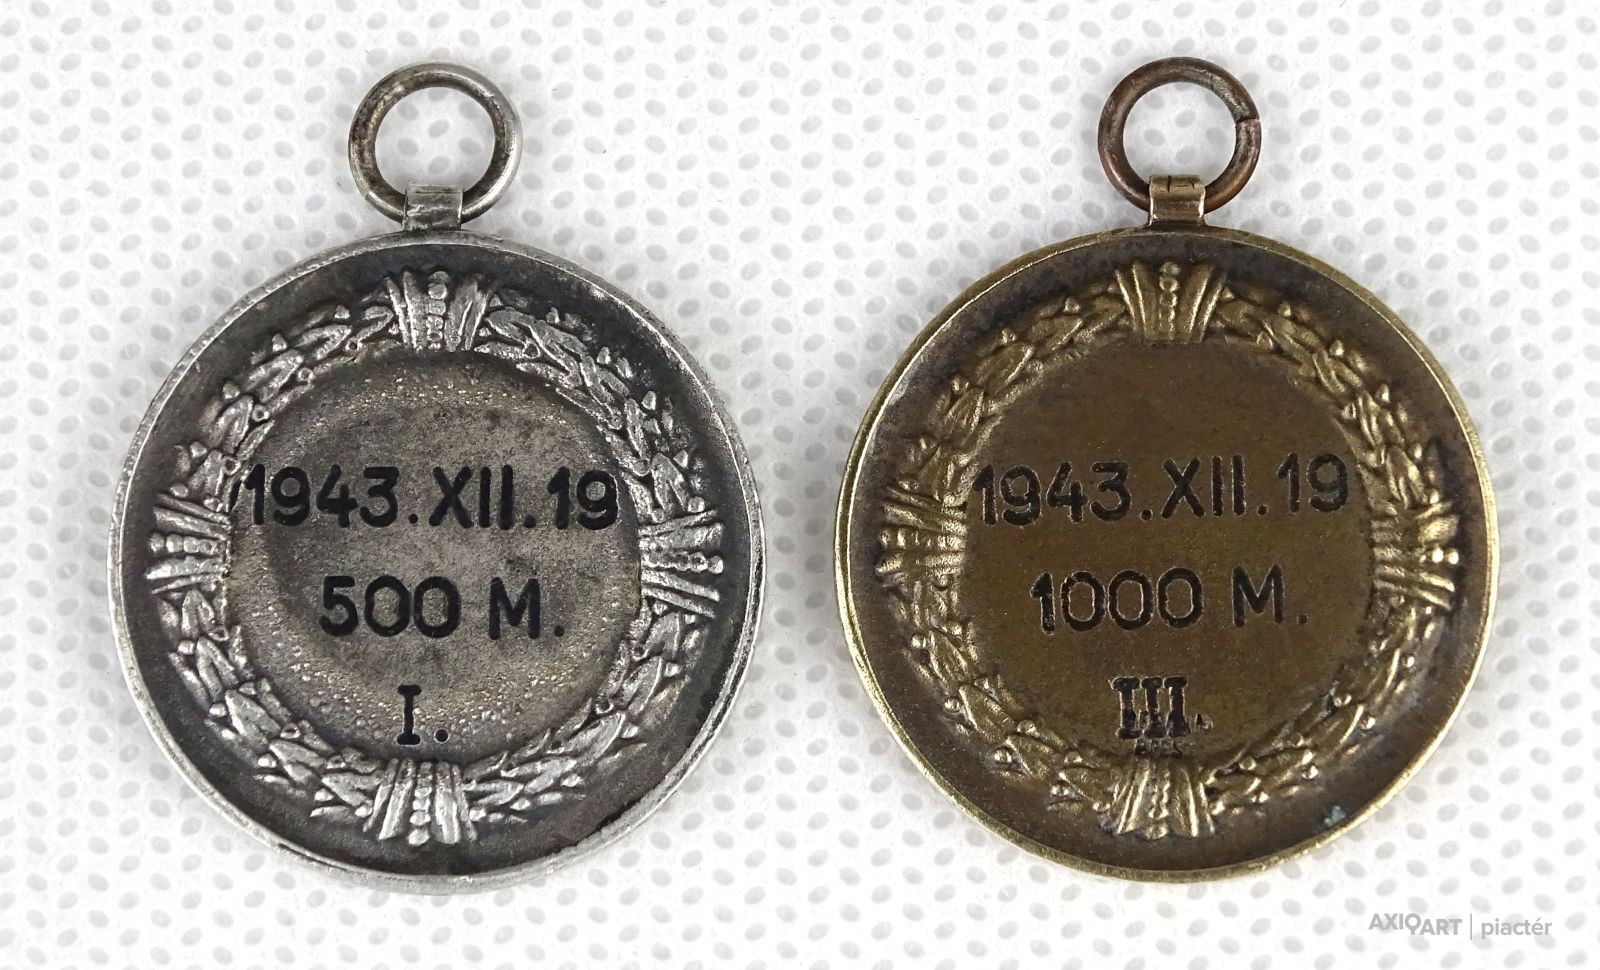 1943.XII.19
500 M.
I.
1943.XII.19
1000 M.
III.
AXIOART | piactér